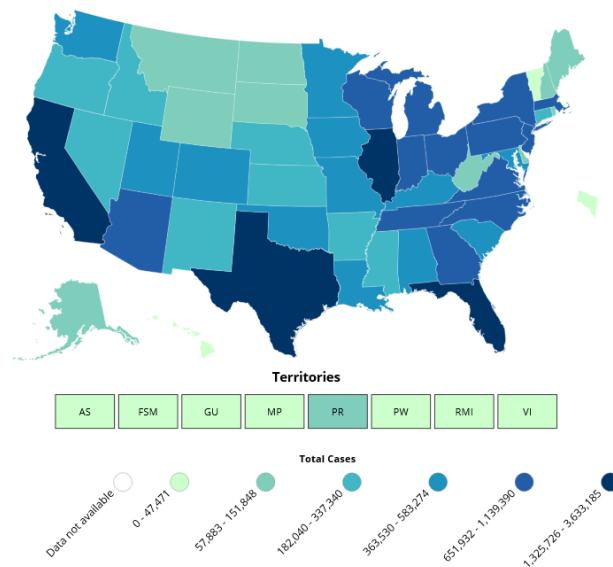 Territories
AS
FSM
GU
MP
PR
PW
RMI
VI
Total Cases
Data not available
0 - 47,471
57,883 - 151,848
182,040 - 337,340
363,530 - 583,274
651,932 - 1,139,390
1,325,726 - 3,633,185